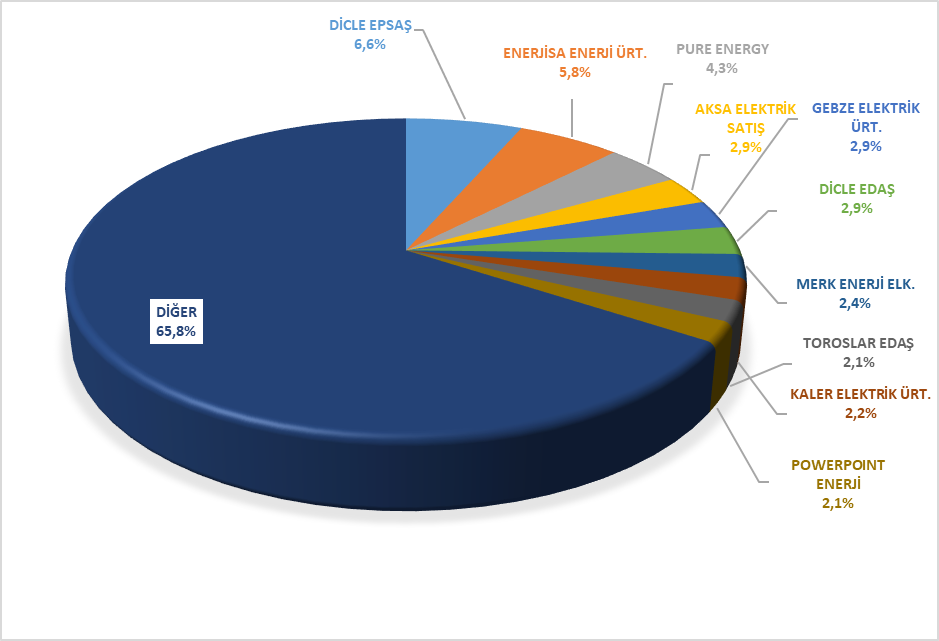 DİCLE EPSAŞ
6,6%
ENERJİSA ENERJİ ÜRT.
5,8%
PURE ENERGY
4,3%
AKSA ELEKTRİK
SATIŞ
2,9%
GEBZE ELEKTRİK
ÜRT.
2,9%
DİCLE EDAŞ
2,9%
MERK ENERJİ ELK.
2,4%
TOROSLAR EDAŞ
2,1%
KALER ELEKTRİK ÜRT.
2,2%
POWERPOINT
ENERJİ
2,1%
DİĞER
65,8%